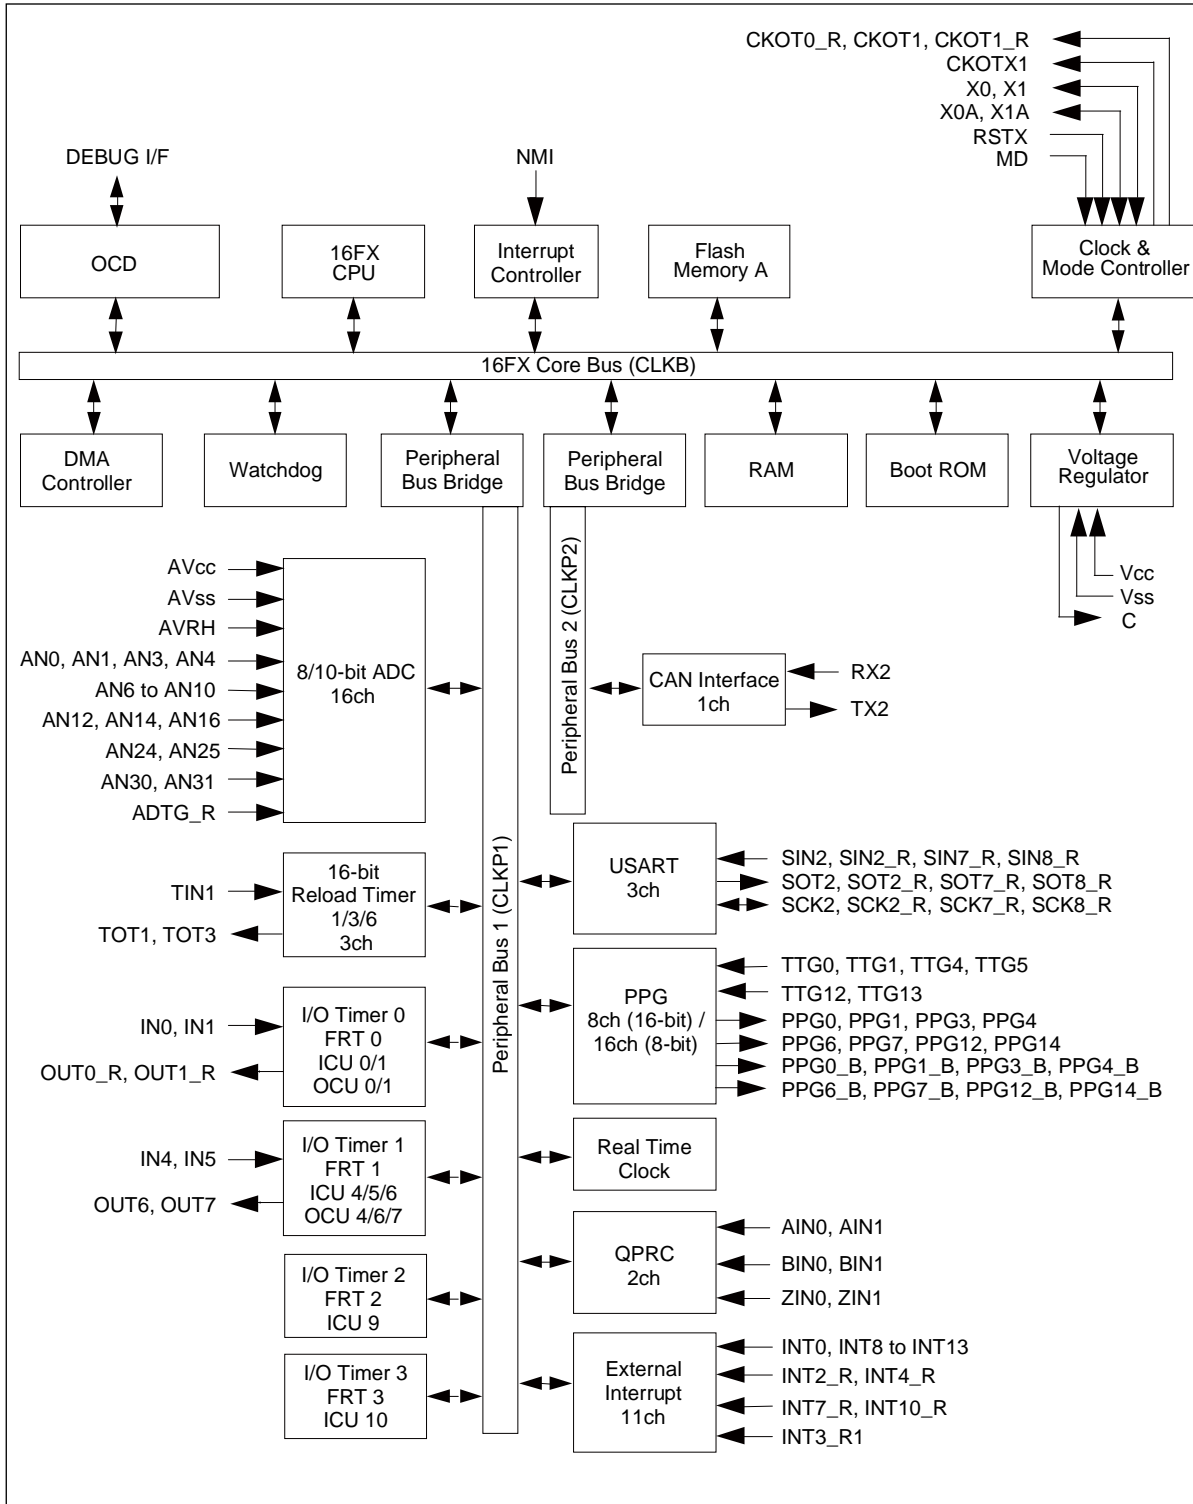 CKOT0_R, CKOT1, CKOT1_R
CKOTX1
X0, X1
X0A, X1A
RSTX
MD
DEBUG I/F
NMI
OCD
16FX
CPU
Interrupt
Controller
Flash
Memory A
Clock &
Mode Controller
16FX Core Bus (CLKB)
DMA
Controller
Watchdog
Peripheral
Bus Bridge
Peripheral
Bus Bridge
RAM
Boot ROM
Voltage
Regulator
Vcc
Vss
C
Peripheral Bus 1 (CLKP1)
Peripheral Bus 2 (CLKP2)
AVcc
AVss
AVRH
AN0, AN1, AN3, AN4
AN6 to AN10
AN12, AN14, AN16
AN24, AN25
AN30, AN31
ADTG_R
8/10-bit ADC
16ch
CAN Interface
1ch
RX2
TX2
TIN1
TOT1, TOT3
16-bit
Reload Timer
1/3/6
3ch
USART
3ch
SIN2, SIN2_R, SIN7_R, SIN8_R
SOT2, SOT2_R, SOT7_R, SOT8_R
SCK2, SCK2_R, SCK7_R, SCK8_R
IN0, IN1
OUT0_R, OUT1_R
I/O Timer 0
FRT 0
ICU 0/1
OCU 0/1
PPG
8ch (16-bit) /
16ch (8-bit)
TTG0, TTG1, TTG4, TTG5
TTG12, TTG13
PPG0, PPG1, PPG3, PPG4
PPG6, PPG7, PPG12, PPG14
PPG0_B, PPG1_B, PPG3_B, PPG4_B
PPG6_B, PPG7_B, PPG12_B, PPG14_B
IN4, IN5
OUT6, OUT7
I/O Timer 1
FRT 1
ICU 4/5/6
OCU 4/6/7
Real Time
Clock
I/O Timer 2
FRT 2
ICU 9
QPRC
2ch
AIN0, AIN1
BIN0, BIN1
ZIN0, ZIN1
I/O Timer 3
FRT 3
ICU 10
External
Interrupt
11ch
INT0, INT8 to INT13
INT2_R, INT4_R
INT7_R, INT10_R
INT3_R1